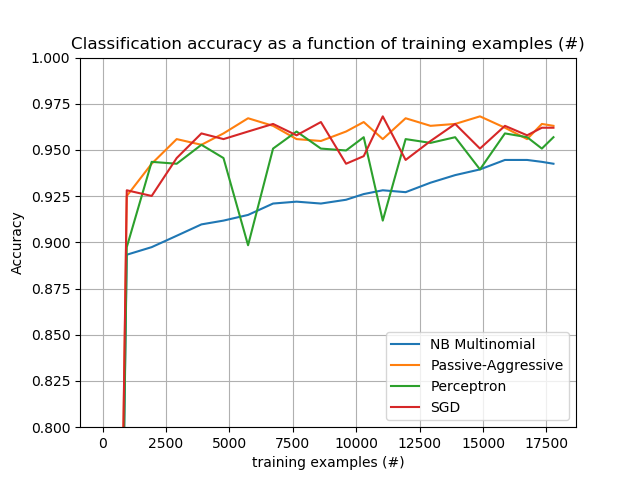 Classification accuracy as a function of training examples (#)
1.000
0.975
0.950
0.925
0.900
0.875
0.850
0.825
0.800
Accuracy
NB Multinomial
Passive-Aggressive
Perceptron
SGD
0 2500 5000 7500 10000 12500 15000 17500
training examples (#)